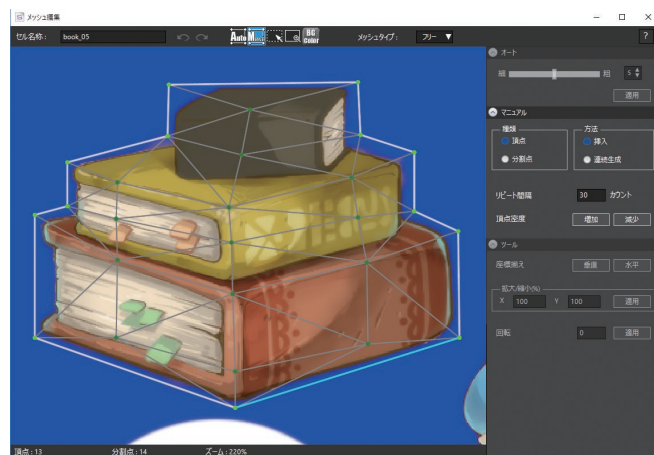 メッシュ編集
セル名称： book_05 Auto Manual BG Color メッシュタイプ： フリー ▼ ?
オート
細 粗 5
適用
マニュアル
種類 方法
頂点 挿入
分割点 連続生成
リピート間隔 30 カウント
頂点密度 増加 減少
ツール
座標揃え 垂直 水平
拡大/縮小(%)
X 100 Y 100 適用
回転 0 適用
頂点：13 分割点：14 ズーム：220%